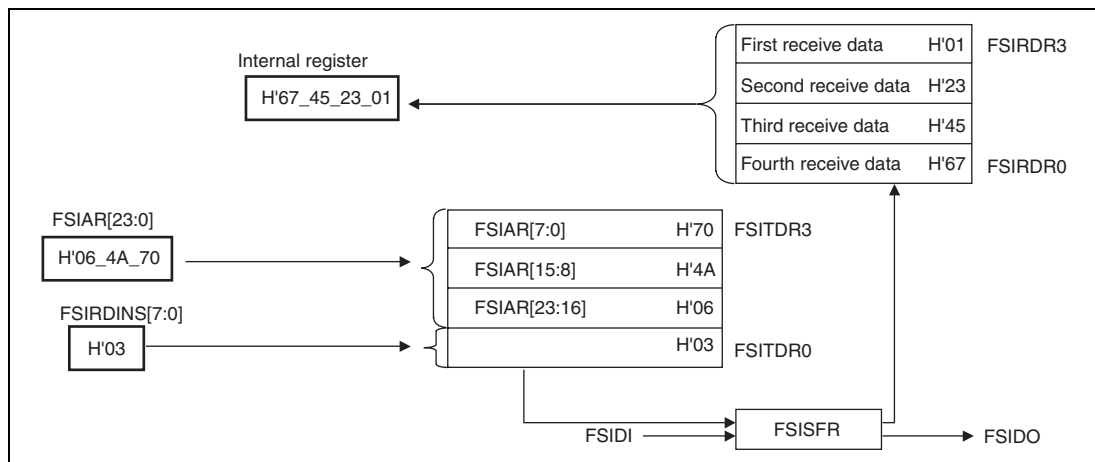 First receive data H'01 FSIRDR3
Internal register
H'67_45_23_01
Second receive data H'23
Third receive data H'45
Fourth receive data H'67 FSIRDR0
FSIAR[23:0]
H'06_4A_70
FSIAR[7:0] H'70 FSITDR3
FSIAR[15:8] H'4A
FSIAR[23:16] H'06
FSIRDINS[7:0]
H'03
H'03 FSITDR0
FSIDI FSISFR FSIDO